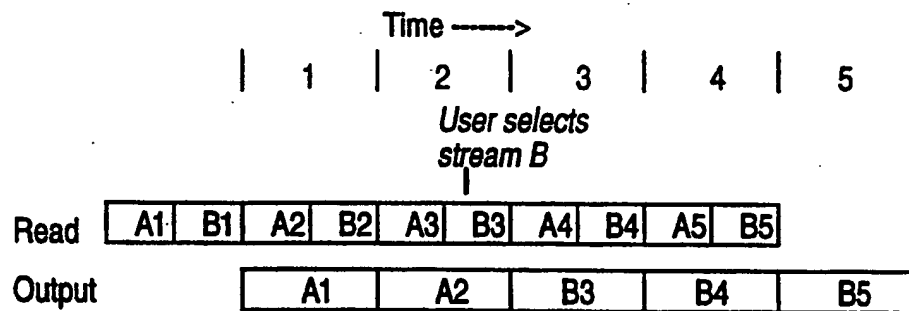 Time ------>
| 1 | 2 | 3 | 4 | 5
User selects
stream B
Read A1 B1 A2 B2 A3 B3 A4 B4 A5 B5
Output A1 A2 B3 B4 B5